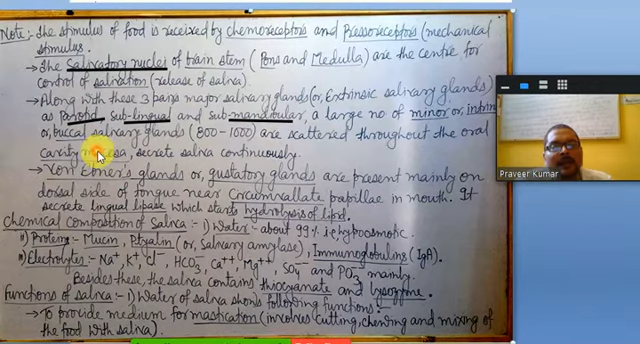 Note:- The stimulus of food is received by chemoreceptors and Pressoreceptors (mechanical
stimulus.
→ The Salivatory nuclei of brain stem (Pons and Medulla) are the centre for
control of salivation (release of saliva)
→ Along with these 3 pairs major salivary glands (or, Extrinsic salivary glands)
as Parotid, Sub-lingual and sub-mandibular, a large no of minor or, intrin
or, buccal salivary glands (800-1000) are scattered throughout the oral
cavity mucosa, secrete saliva continuously.
→ Von Ebner's glands or, gustatory glands are present mainly on
dorsal side of tongue near Circumvallate papillae in mouth. It
secrete lingual lipase which starts hydrolysis of lipid.
Chemical composition of Saliva:- i) Water:- about 99% i.e, hypoosmotic.
ii) Proteins:- Mucin, Ptyalin (or, Salivary amylase), Immunoglobulins (IgA).
iii) Electrolytes:- Na+, K+, Cl-, HCO3-, Ca++, Mg++, SO4-- and PO4-- mainly.
Besides these, the saliva contains thiocyanate and lysozyme.
Functions of saliva:- i) Water of saliva shows following functions:-
→ To provide medium for mastication (involves cutting, chewing and mixing of
the food with saliva).
Praveer Kumar